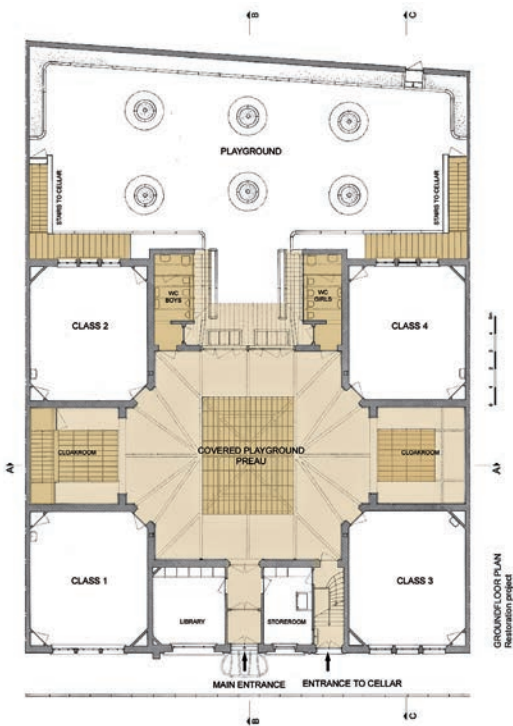 B
C
PLAYGROUND
STAIRS TO CELLAR
STAIRS TO CELLAR
WC
BOYS
WC
GIRLS
CLASS 2
CLASS 4
CLOAKROOM
COVERED PLAYGROUND
PREAU
CLOAKROOM
A
A
CLASS 1
LIBRARY
STOREROOM
CLASS 3
MAIN ENTRANCE
ENTRANCE TO CELLAR
GROUNDFLOOR PLAN
Restoration project
B
C